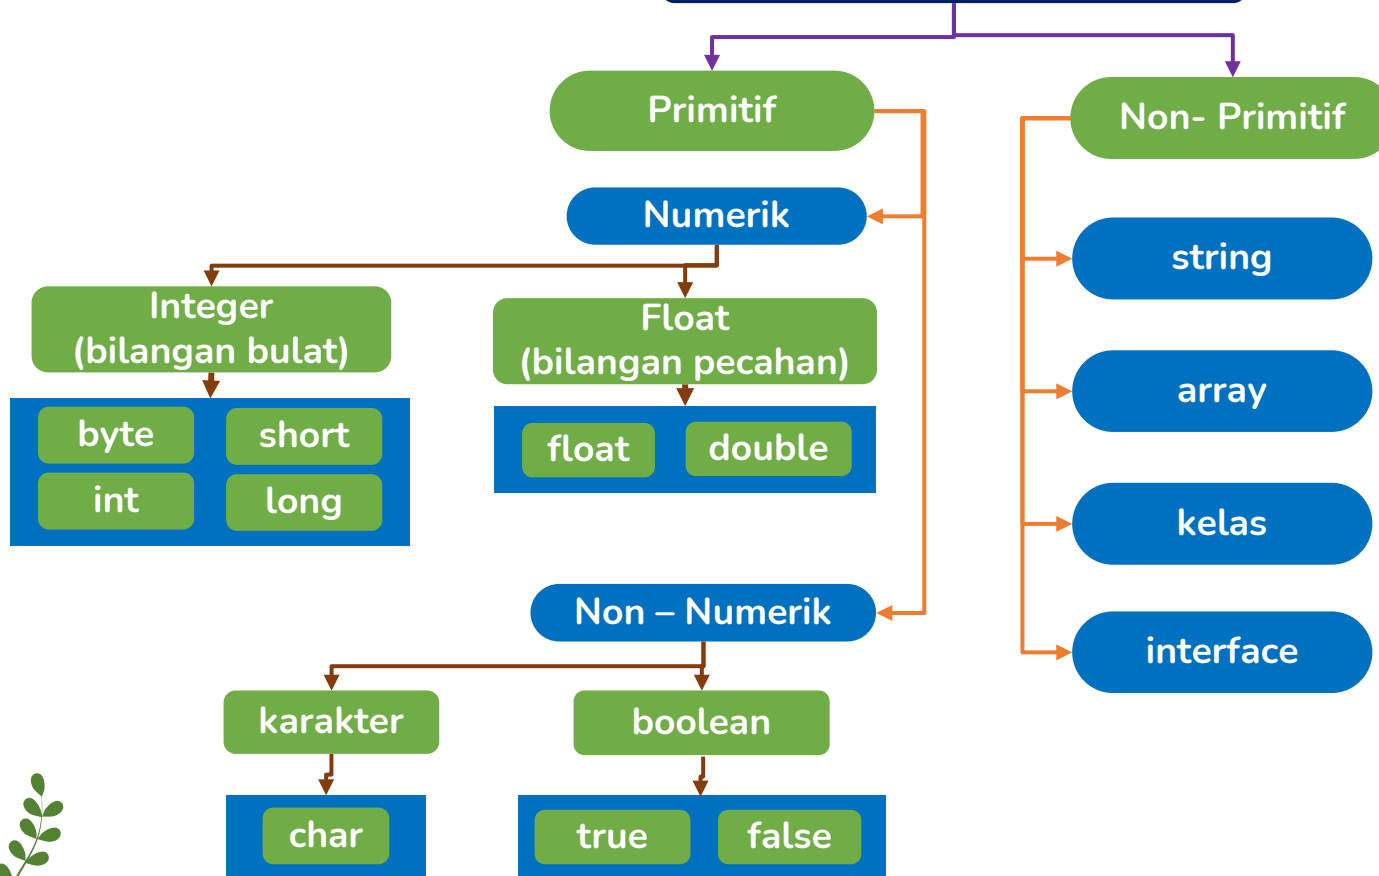 Primitif
Non- Primitif
Numerik
string
Integer
(bilangan bulat)
Float
(bilangan pecahan)
array
byte
short
float
double
int
long
kelas
Non – Numerik
interface
karakter
boolean
char
true
false